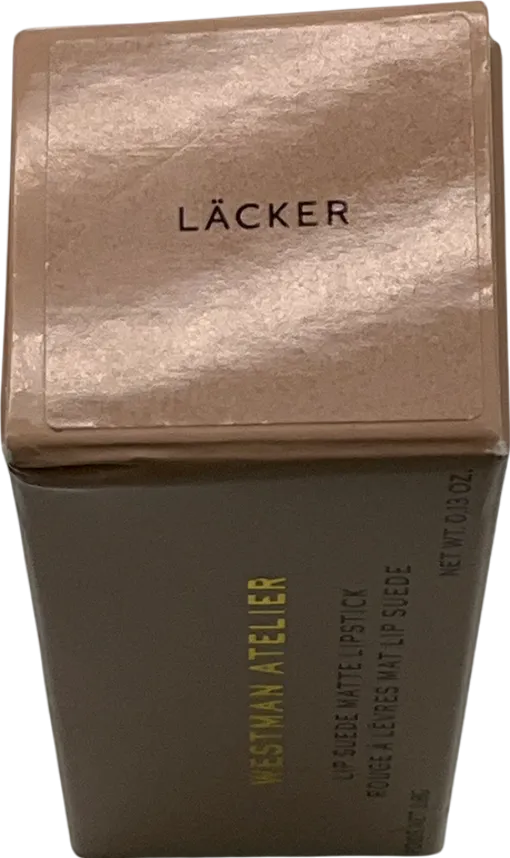 LÄCKER
WESTMAN ATELIER
LIP SUEDE MATTE LIPSTICK
ROUGE À LÈVRES MAT LIP SUEDE
NET WT. 0.13 OZ.